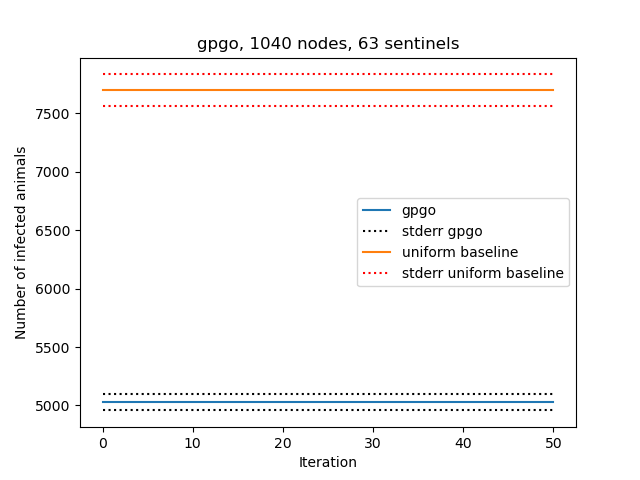 gpgo, 1040 nodes, 63 sentinels
Number of infected animals
7500
7000
6500
6000
5500
5000
gpgo
stderr gpgo
uniform baseline
stderr uniform baseline
0 10 20 30 40 50
Iteration